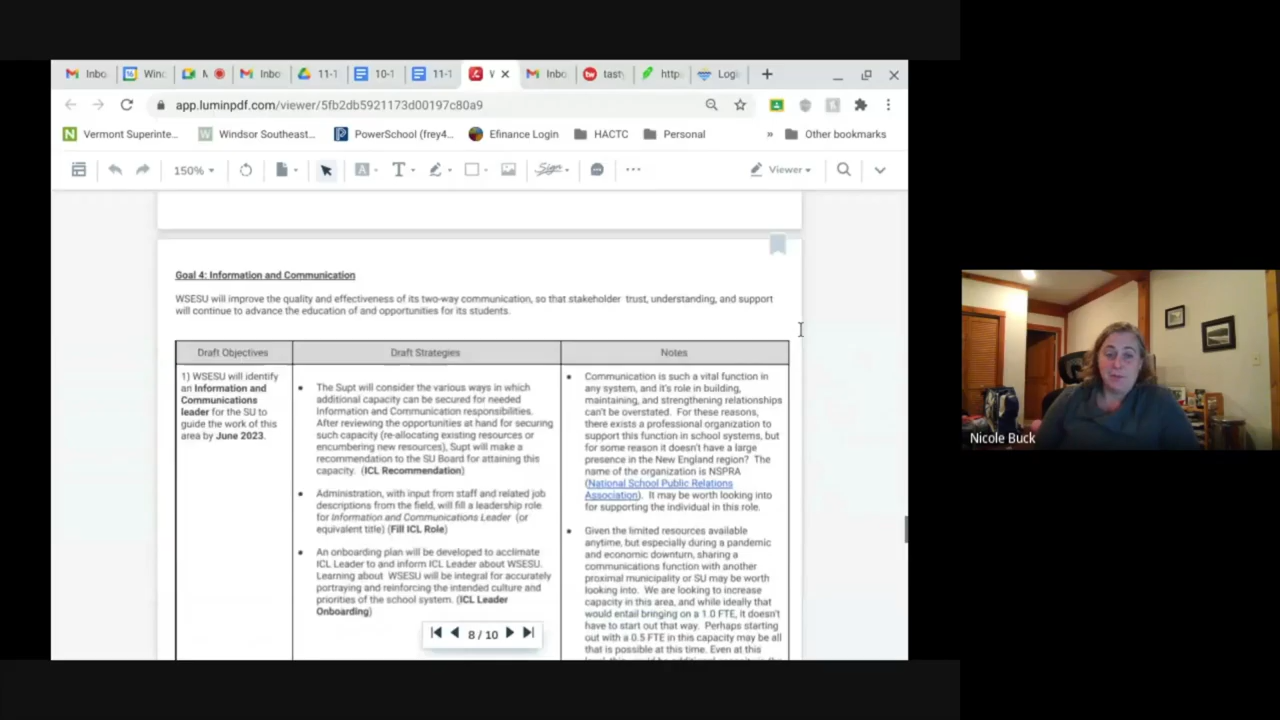 Inbo
Winc
M
Inbo
11-1
10-1
11-1
V
Inbo
tast
http
Logi
app.luminpdf.com/viewer/5fb2db5921173d00197c80a9
Vermont Superinte...
Windsor Southeast...
PowerSchool (frey4...
Efinance Login
HACTC
Personal
»
Other bookmarks
150%
A
T
Sign
Viewer
Goal 4: Information and Communication
WSESU will improve the quality and effectiveness of its two-way communication, so that stakeholder trust, understanding, and support
will continue to advance the education of and opportunities for its students.
Draft Objectives
Draft Strategies
Notes
1) WSESU will identify
an Information and
Communications
leader for the SU to
guide the work of this
area by June 2023.
• The Supt will consider the various ways in which
additional capacity can be secured for needed
Information and Communication responsibilities.
After reviewing the opportunities at hand for securing
such capacity (re-allocating existing resources or
encumbering new resources), Supt will make a
recommendation to the SU Board for attaining this
capacity. (ICL Recommendation)
• Administration, with input from staff and related job
descriptions from the field, will fill a leadership role
for Information and Communications Leader (or
equivalent title) (Fill ICL Role)
• An onboarding plan will be developed to acclimate
ICL Leader to and inform ICL Leader about WSESU.
Learning about WSESU will be integral for accurately
portraying and reinforcing the intended culture and
priorities of the school system. (ICL Leader
Onboarding)
• Communication is such a vital function in
any system, and it's role in building,
maintaining, and strengthening relationships
can't be overstated. For these reasons,
there exists a professional organization to
support this function in school systems, but
for some reason it doesn't have a large
presence in the New England region? The
name of the organization is NSPRA
(National School Public Relations
Association). It may be worth looking into
for supporting the individual in this role.
• Given the limited resources available
anytime, but especially during a pandemic
and economic downturn, sharing a
communications function with another
proximal municipality or SU may be worth
looking into. We are looking to increase
capacity in this area, and while ideally that
would entail bringing on a 1.0 FTE, it doesn't
have to start out that way. Perhaps starting
out with a 0.5 FTE in this capacity may be all
that is possible at this time. Even at this
8 / 10
Nicole Buck